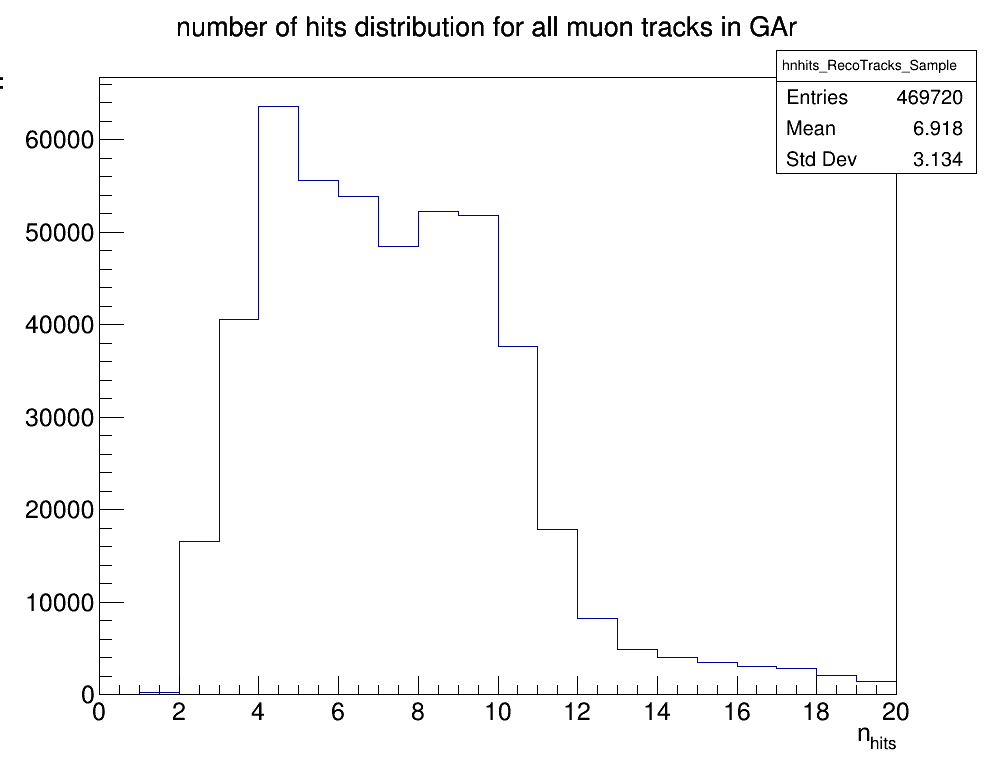 number of hits distribution for all muon tracks in GAr
hnhits_RecoTracks_Sample
Entries 469720
Mean 6.918
Std Dev 3.134
60000
50000
40000
30000
20000
10000
0
0 2 4 6 8 10 12 14 16 18 20
nhits